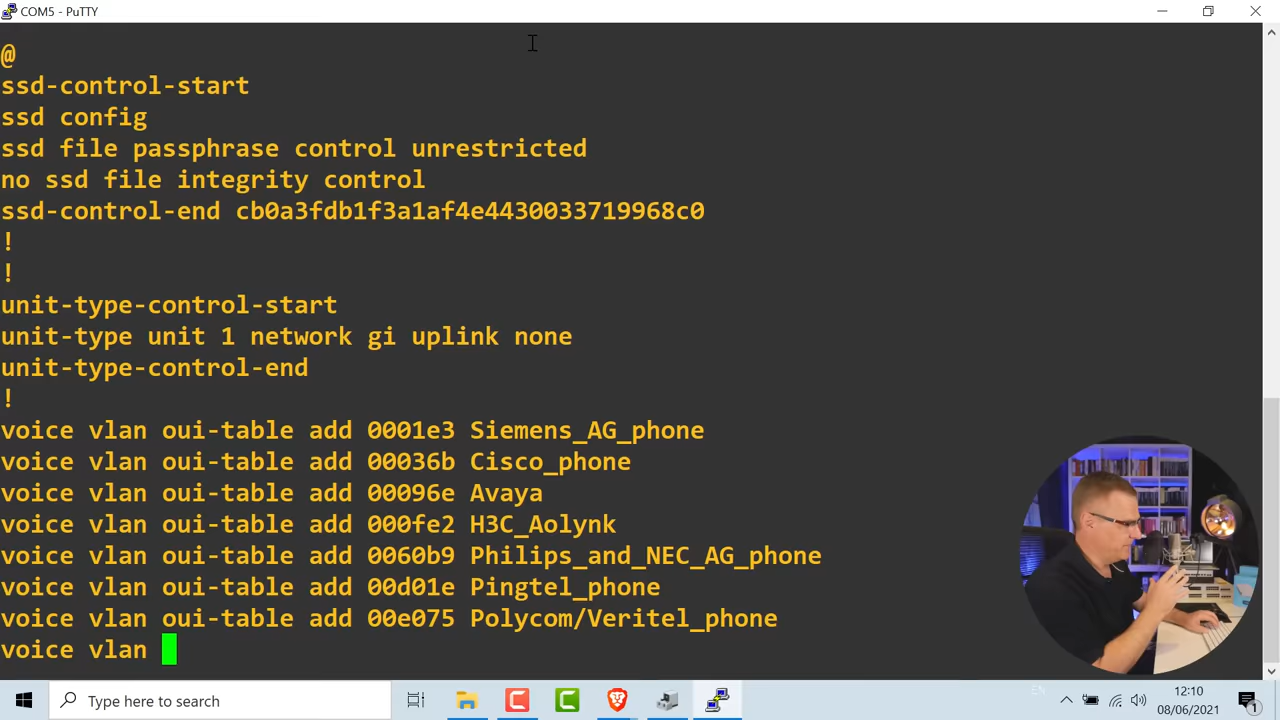 COM5 - PuTTY
@
ssd-control-start
ssd config
ssd file passphrase control unrestricted
no ssd file integrity control
ssd-control-end cb0a3fdb1f3a1af4e4430033719968c0
!
!
unit-type-control-start
unit-type unit 1 network gi uplink none
unit-type-control-end
!
voice vlan oui-table add 0001e3 Siemens_AG_phone
voice vlan oui-table add 00036b Cisco_phone
voice vlan oui-table add 00096e Avaya
voice vlan oui-table add 000fe2 H3C_Aolynk
voice vlan oui-table add 0060b9 Philips_and_NEC_AG_phone
voice vlan oui-table add 00d01e Pingtel_phone
voice vlan oui-table add 00e075 Polycom/Veritel_phone
voice vlan
Type here to search
EN
12:10
08/06/2021
1